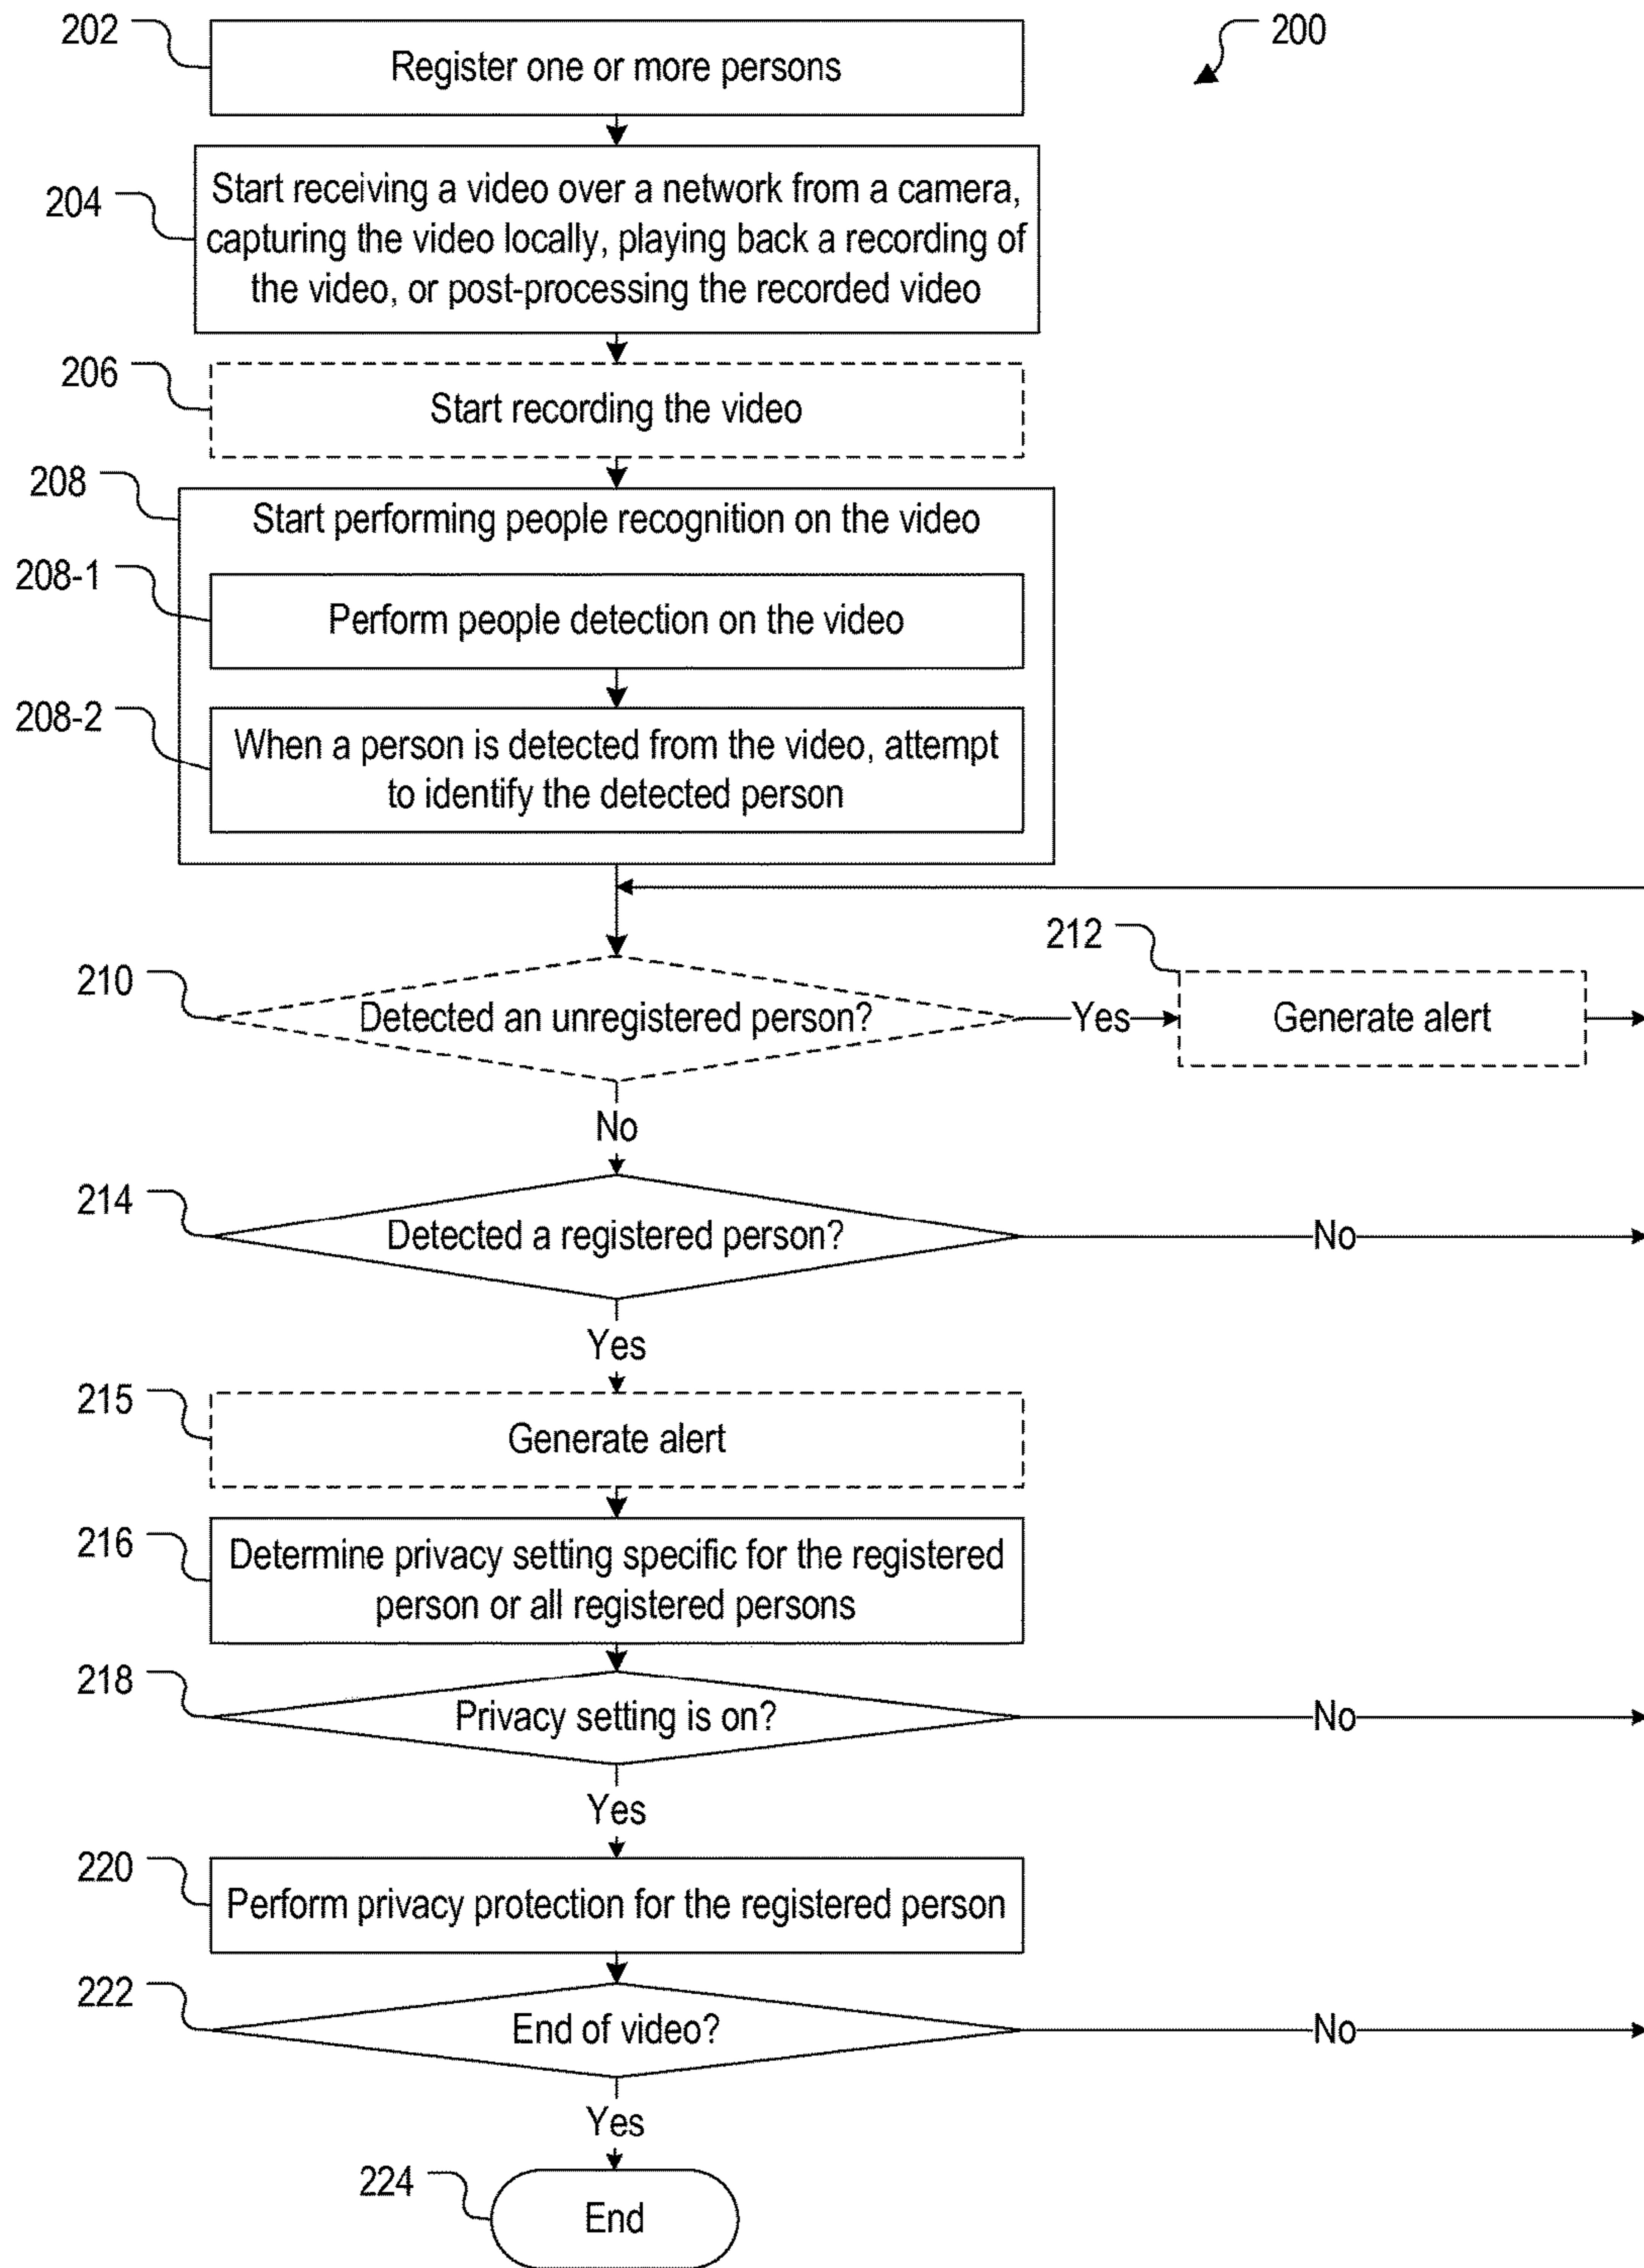 202
Register one or more persons
200
204
Start receiving a video over a network from a camera,
capturing the video locally, playing back a recording of
the video, or post-processing the recorded video
206
Start recording the video
208
Start performing people recognition on the video
208-1
Perform people detection on the video
208-2
When a person is detected from the video, attempt
to identify the detected person
210
Detected an unregistered person?
Yes
212
Generate alert
No
214
Detected a registered person?
No
Yes
215
Generate alert
216
Determine privacy setting specific for the registered
person or all registered persons
218
Privacy setting is on?
No
Yes
220
Perform privacy protection for the registered person
222
End of video?
No
Yes
224
End